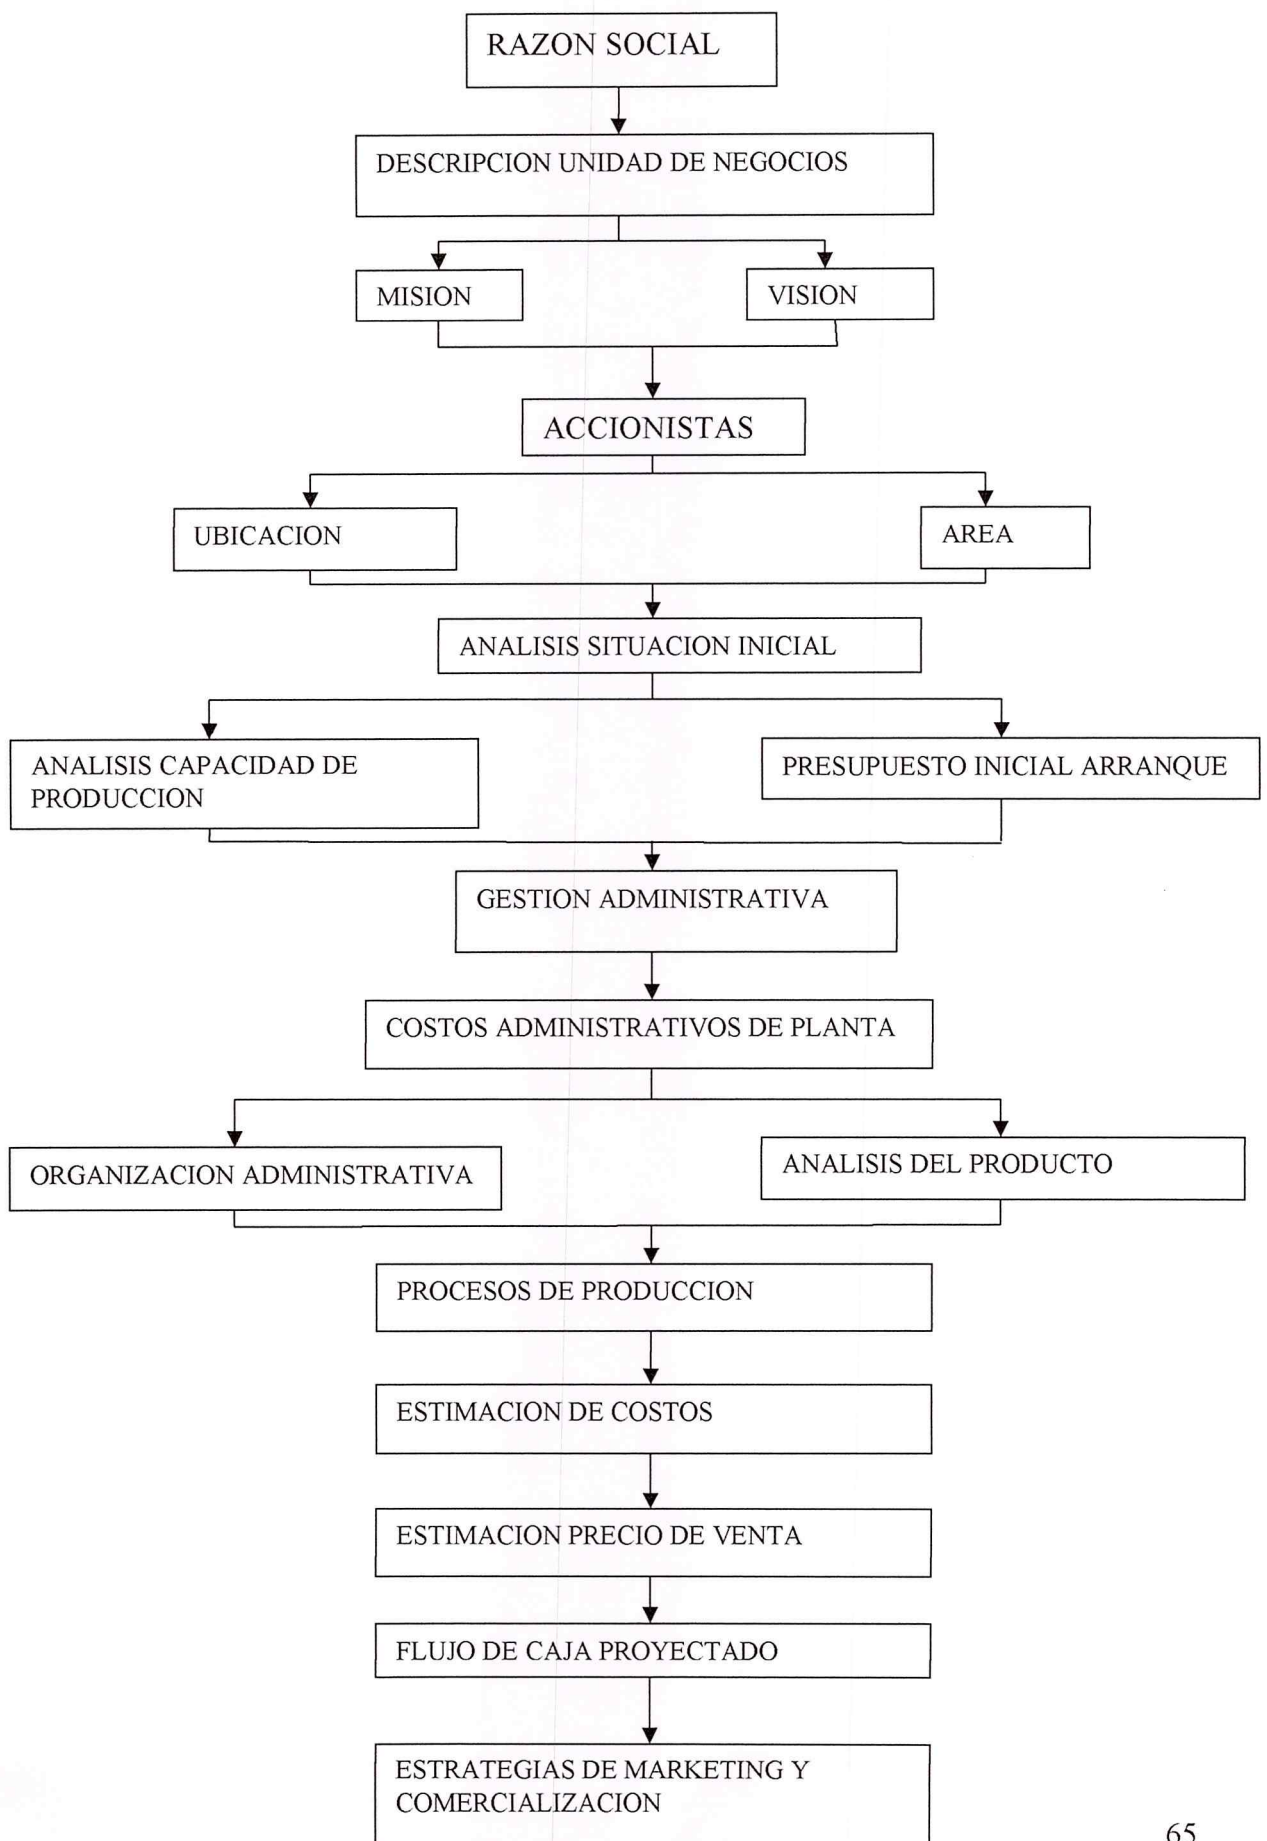 RAZON SOCIAL
DESCRIPCION UNIDAD DE NEGOCIOS
MISION
VISION
ACCIONISTAS
UBICACION
AREA
ANALISIS SITUACION INICIAL
ANALISIS CAPACIDAD DE
PRODUCCION
PRESUPUESTO INICIAL ARRANQUE
GESTION ADMINISTRATIVA
COSTOS ADMINISTRATIVOS DE PLANTA
ORGANIZACION ADMINISTRATIVA
ANALISIS DEL PRODUCTO
PROCESOS DE PRODUCCION
ESTIMACION DE COSTOS
ESTIMACION PRECIO DE VENTA
FLUJO DE CAJA PROYECTADO
ESTRATEGIAS DE MARKETING Y
COMERCIALIZACION
65